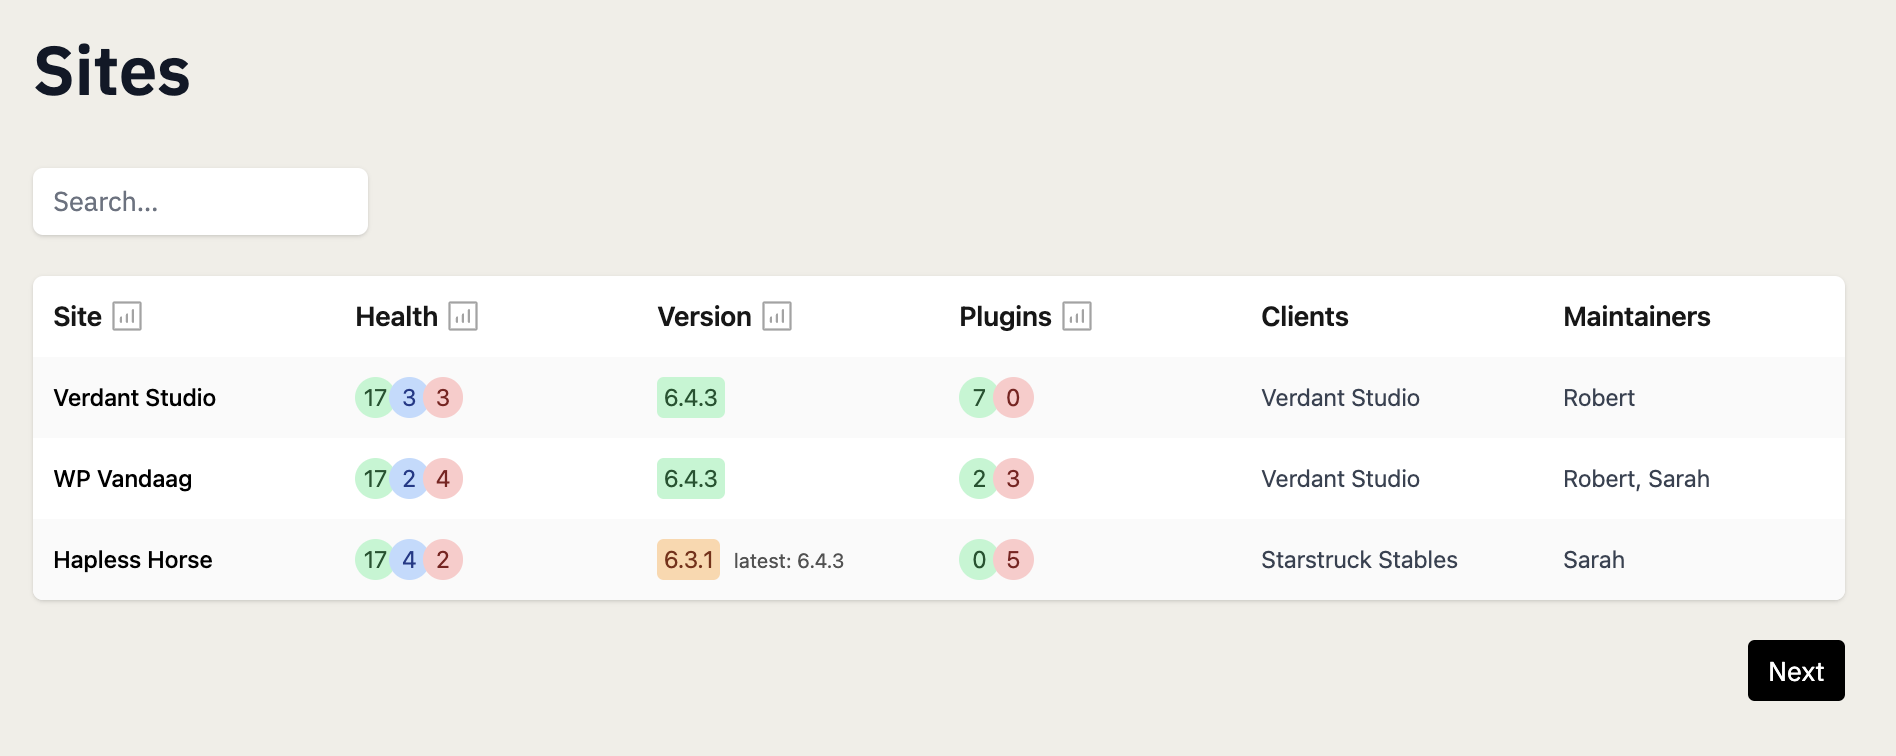 Sites
Search...
Site Health Version Plugins Clients Maintainers
Verdant Studio 17 3 3 6.4.3 7 0 Verdant Studio Robert
WP Vandaag 17 2 4 6.4.3 2 3 Verdant Studio Robert, Sarah
Hapless Horse 17 4 2 6.3.1 latest: 6.4.3 0 5 Starstruck Stables Sarah
Next